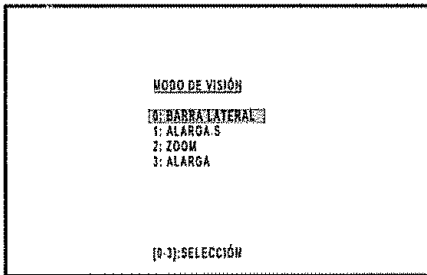 MODO DE VISIÓN
0: BARRA LATERAL
1: ALARGA-S
2: ZOOM
3: ALARGA
[0-3]:SELECCIÓN